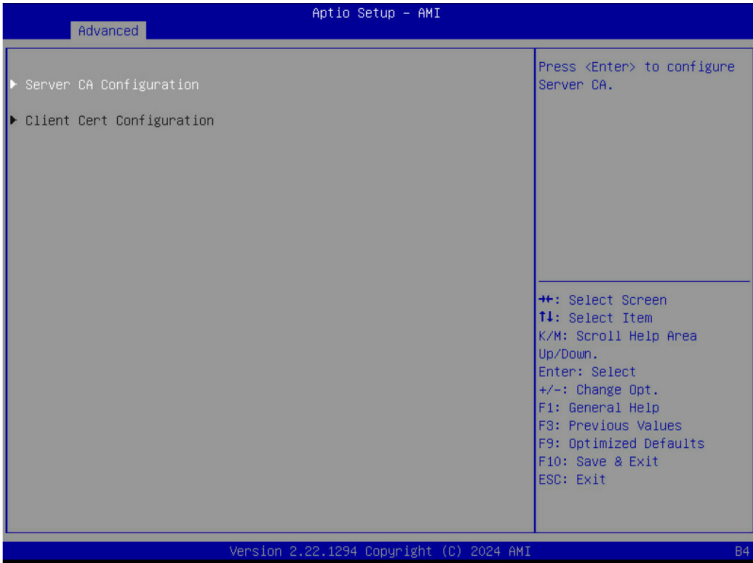 Aptio Setup – AMI
Advanced
▶ Server CA Configuration
▶ Client Cert Configuration
Press <Enter> to configure
Server CA.
→←: Select Screen
↑↓: Select Item
K/M: Scroll Help Area
Up/Down.
Enter: Select
+/-: Change Opt.
F1: General Help
F3: Previous Values
F9: Optimized Defaults
F10: Save & Exit
ESC: Exit
Version 2.22.1294 Copyright (C) 2024 AMI
B4